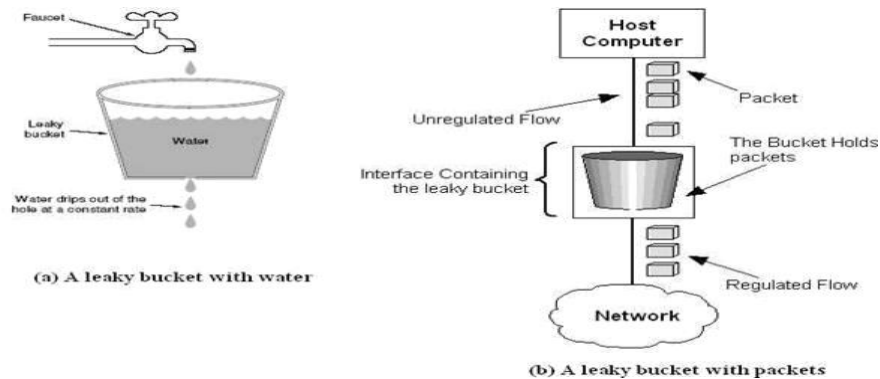 Faucet
Leaky
bucket
Water
Water drips out of the
hole at a constant rate
(a) A leaky bucket with water
Host
Computer
Packet
Unregulated Flow
The Bucket Holds
packets
Interface Containing
the leaky bucket
Regulated Flow
Network
(b) A leaky bucket with packets